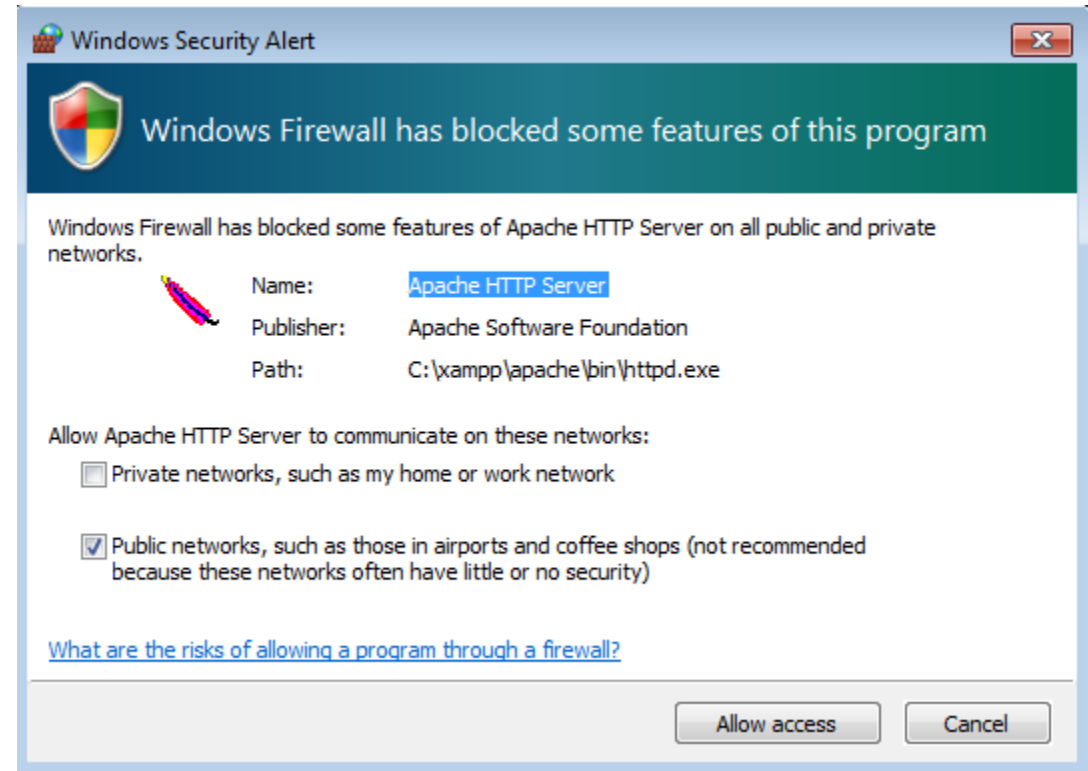 Windows Security Alert
Windows Firewall has blocked some features of this program
Windows Firewall has blocked some features of Apache HTTP Server on all public and private
networks.
Name: Apache HTTP Server
Publisher: Apache Software Foundation
Path: C:\xampp\apache\bin\httpd.exe
Allow Apache HTTP Server to communicate on these networks:
Private networks, such as my home or work network
Public networks, such as those in airports and coffee shops (not recommended
because these networks often have little or no security)
What are the risks of allowing a program through a firewall?
Allow access Cancel